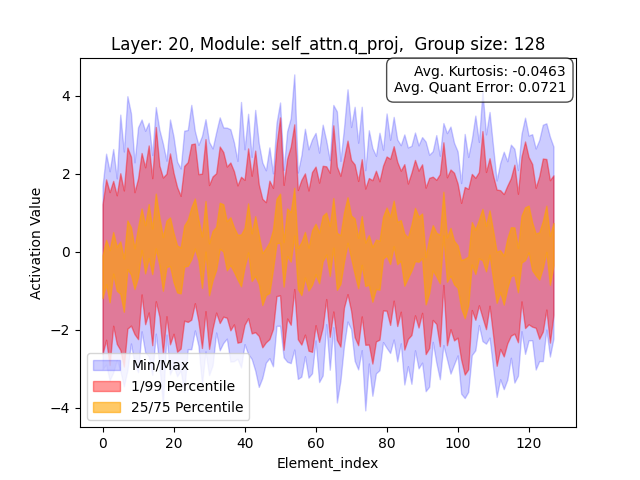 Layer: 20, Module: self_attn.q_proj,  Group size: 128
Avg. Kurtosis: -0.0463
Avg. Quant Error: 0.0721
Activation Value
4
2
0
−2
−4
Min/Max
1/99 Percentile
25/75 Percentile
0 20 40 60 80 100 120
Element_index